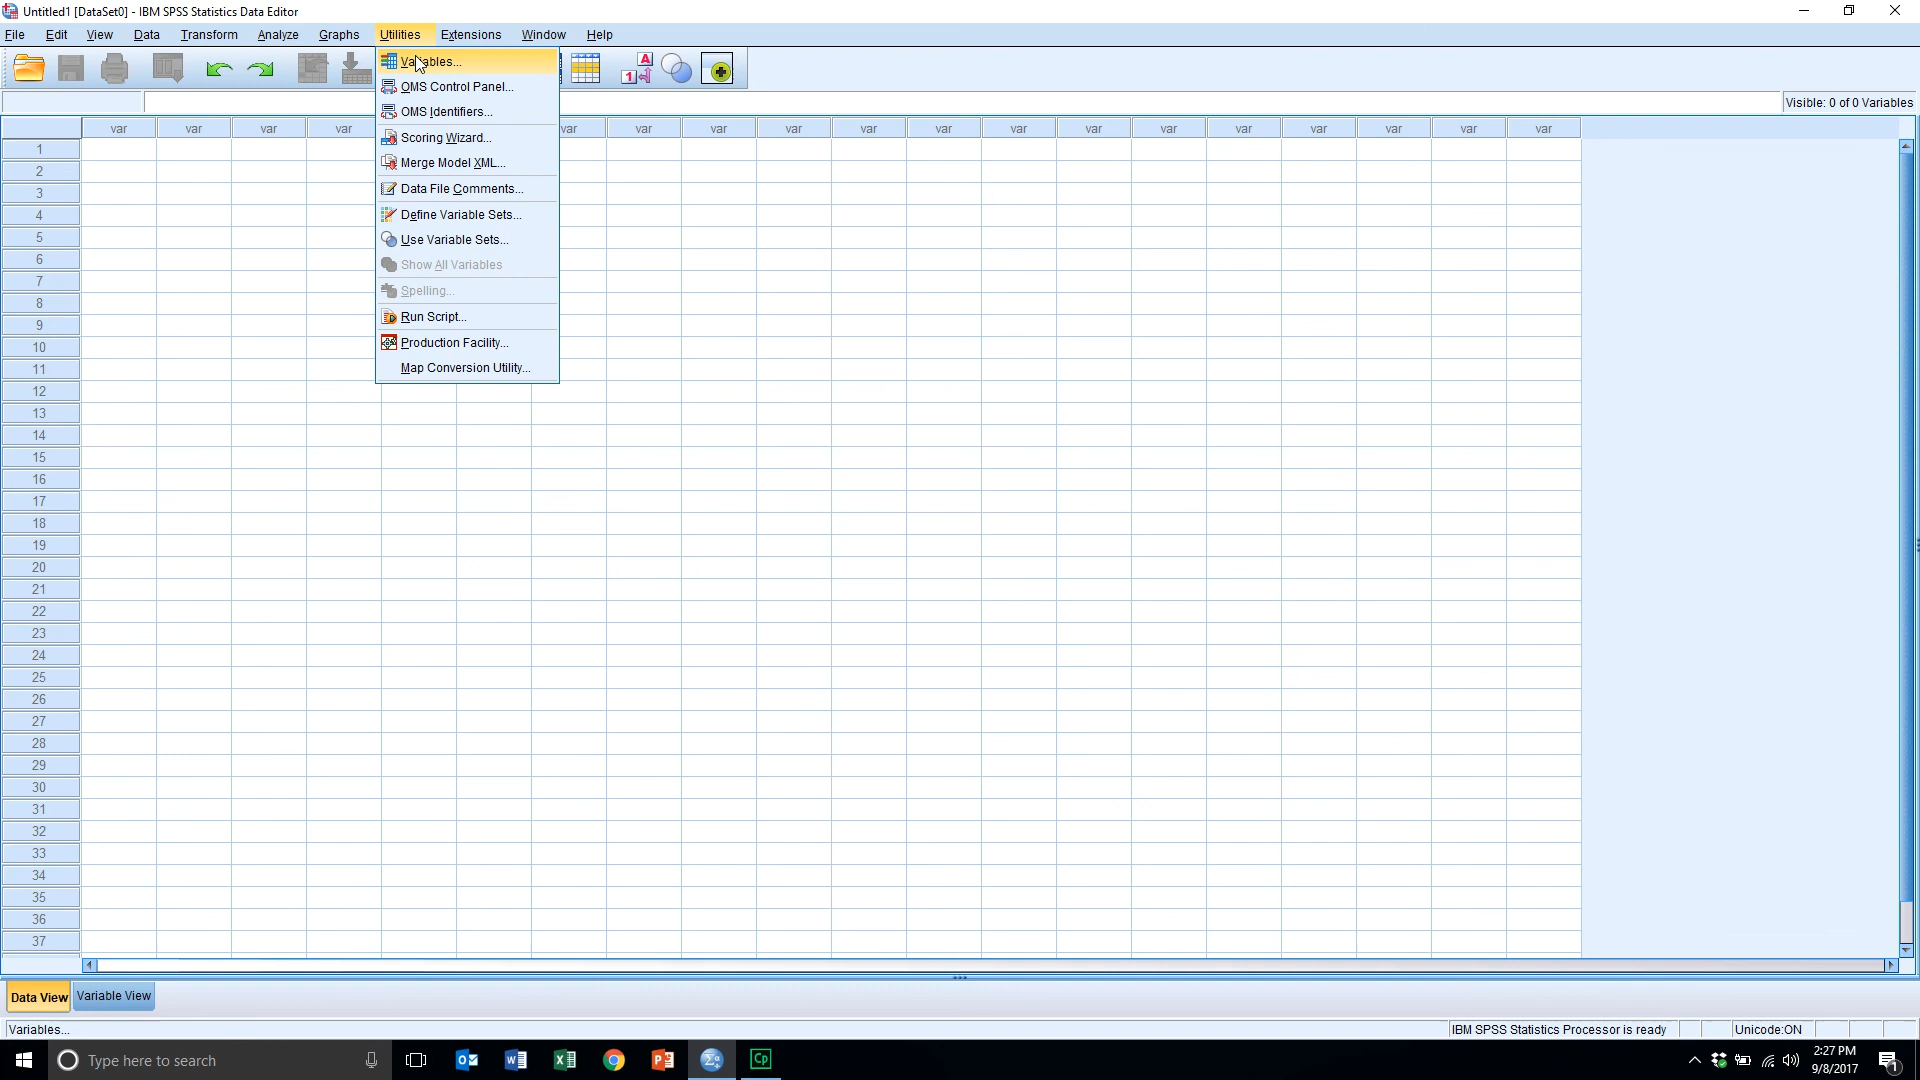 Untitled1 [DataSet0] - IBM SPSS Statistics Data Editor
File Edit View Data Transform Analyze Graphs Utilities Extensions Window Help
Variables...
OMS Control Panel...
OMS Identifiers...
Scoring Wizard...
Merge Model XML...
Data File Comments...
Define Variable Sets...
Use Variable Sets...
Show All Variables
Spelling...
Run Script...
Production Facility...
Map Conversion Utility...
A
1
Visible: 0 of 0 Variables
var var var var var var var var var var var var var var var var var var
1
2
3
4
5
6
7
8
9
10
11
12
13
14
15
16
17
18
19
20
21
22
23
24
25
26
27
28
29
30
31
32
33
34
35
36
37
Data View Variable View
Variables... IBM SPSS Statistics Processor is ready Unicode:ON
Type here to search
2:27 PM
9/8/2017
1